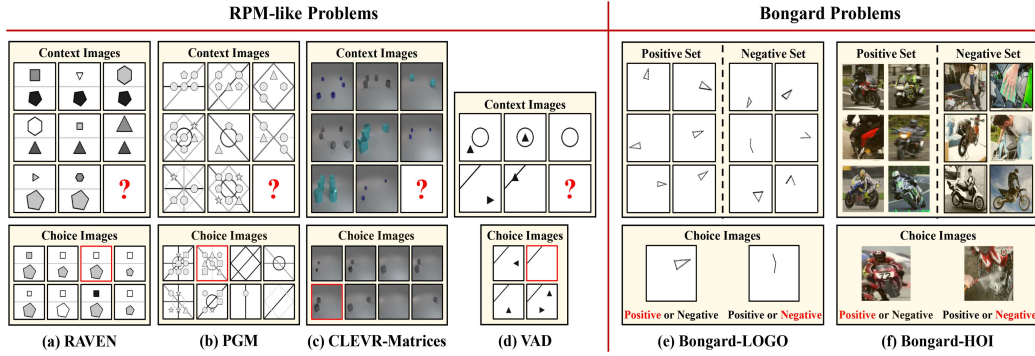 RPM-like Problems
Bongard Problems
Context Images
?
Choice Images
(a) RAVEN
Context Images
?
Choice Images
(b) PGM
Context Images
?
Choice Images
(c) CLEVR-Matrices
Context Images
?
Choice Images
(d) VAD
Positive Set
Negative Set
Choice Images
Positive or Negative
Positive or Negative
(e) Bongard-LOGO
Positive Set
Negative Set
Choice Images
Positive or Negative
Positive or Negative
(f) Bongard-HOI